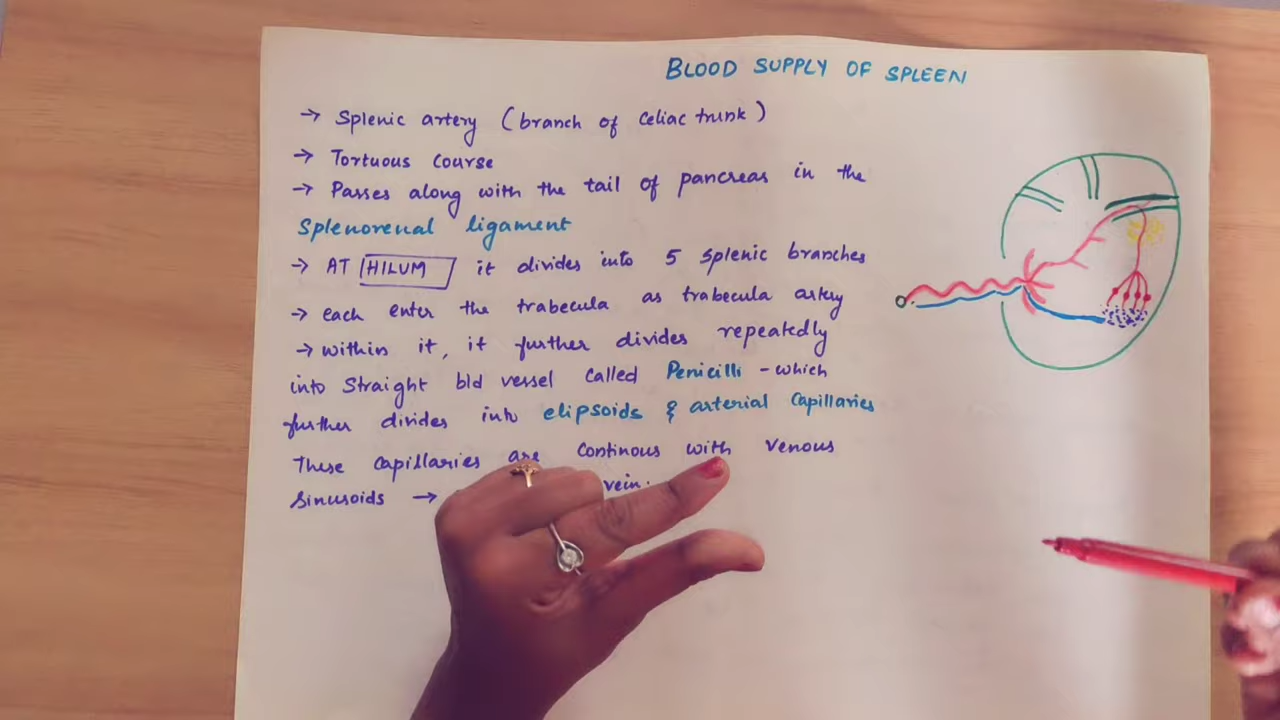 BLOOD SUPPLY OF SPLEEN
→ Splenic artery (branch of Celiac trunk)
→ Tortuous Course
→ Passes along with the tail of pancreas in the
Splenorenal ligament
→ AT HILUM it divides into 5 splenic branches
→ each enter the trabecula as trabecula artery
→ within it, it further divides repeatedly
into Straight bld vessel called Penicilli - which
further divides into elipsoids & arterial Capillaries
These capillaries are Continous with venous
Sinusoids → vein.